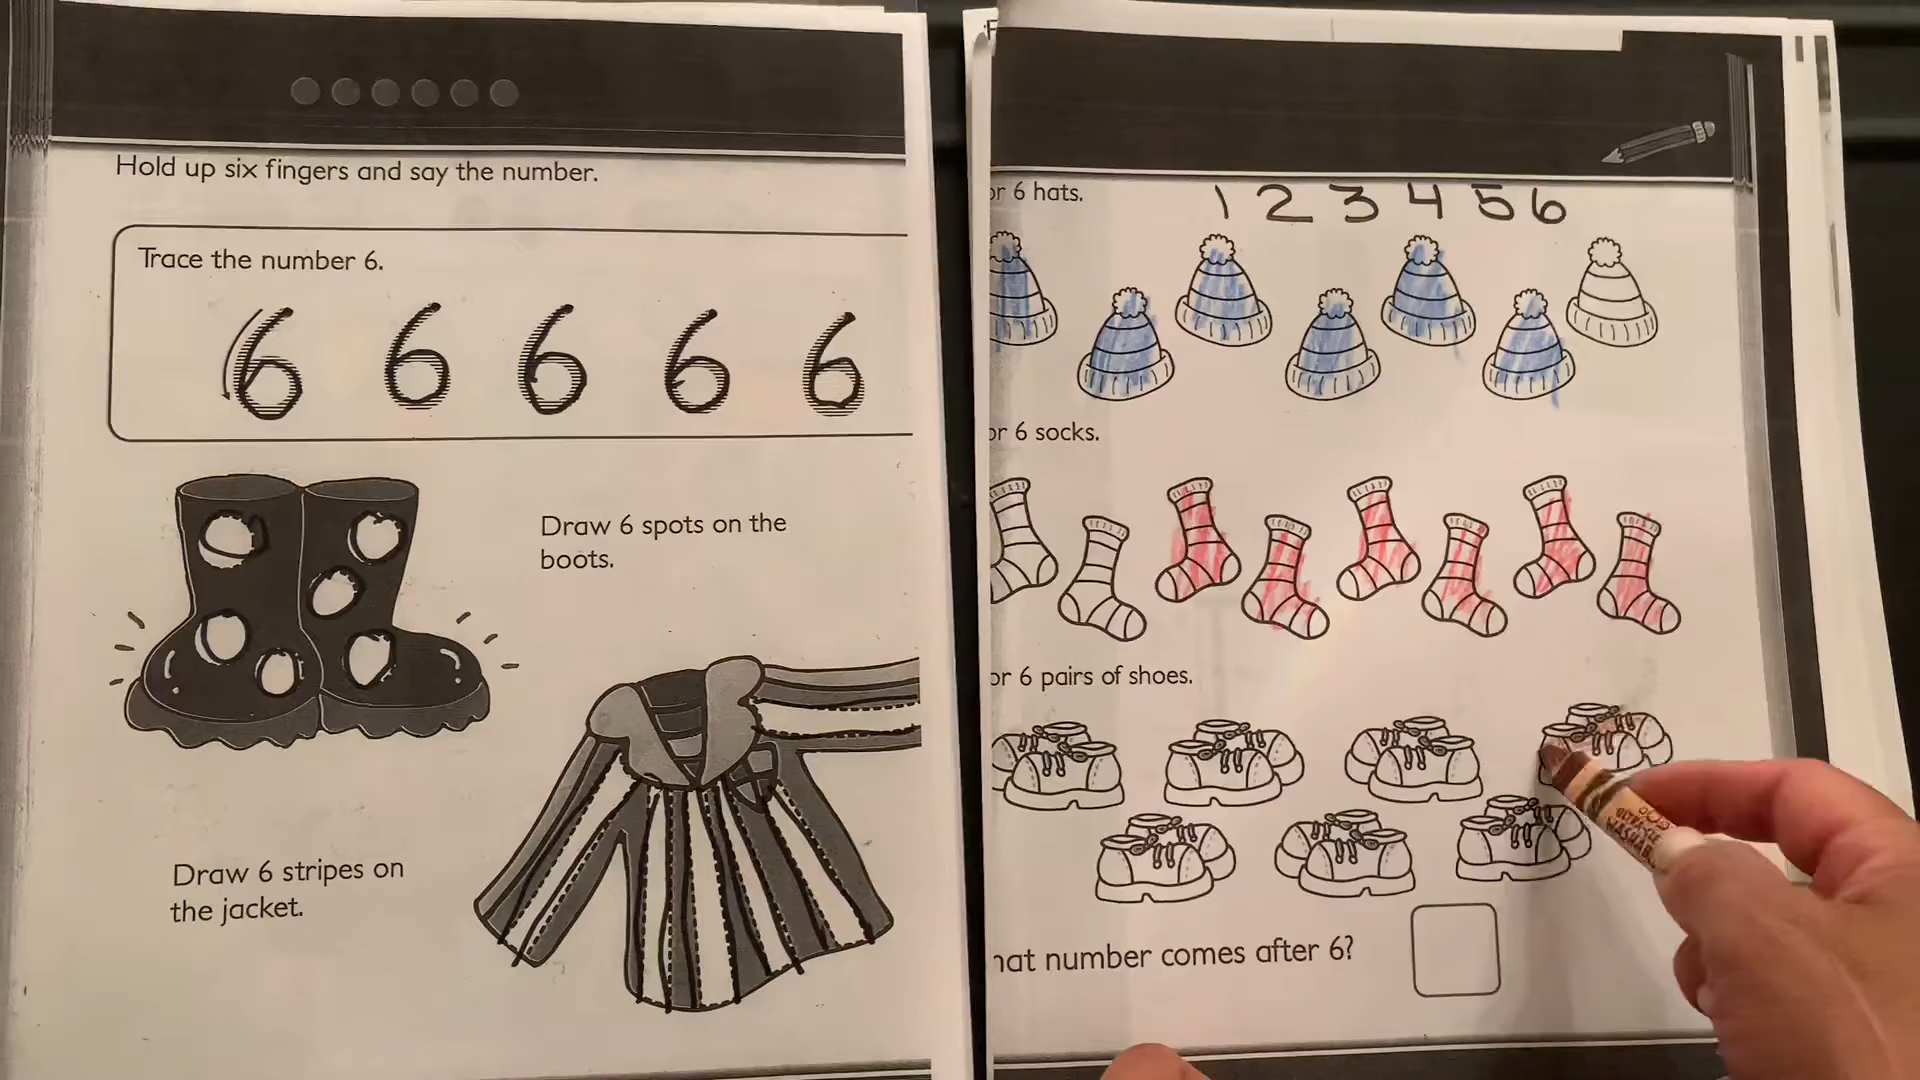 Hold up six fingers and say the number.
Trace the number 6.
6 6 6 6 6
Draw 6 spots on the
boots.
Draw 6 stripes on
the jacket.
or 6 hats.
1 2 3 4 5 6
or 6 socks.
or 6 pairs of shoes.
hat number comes after 6?